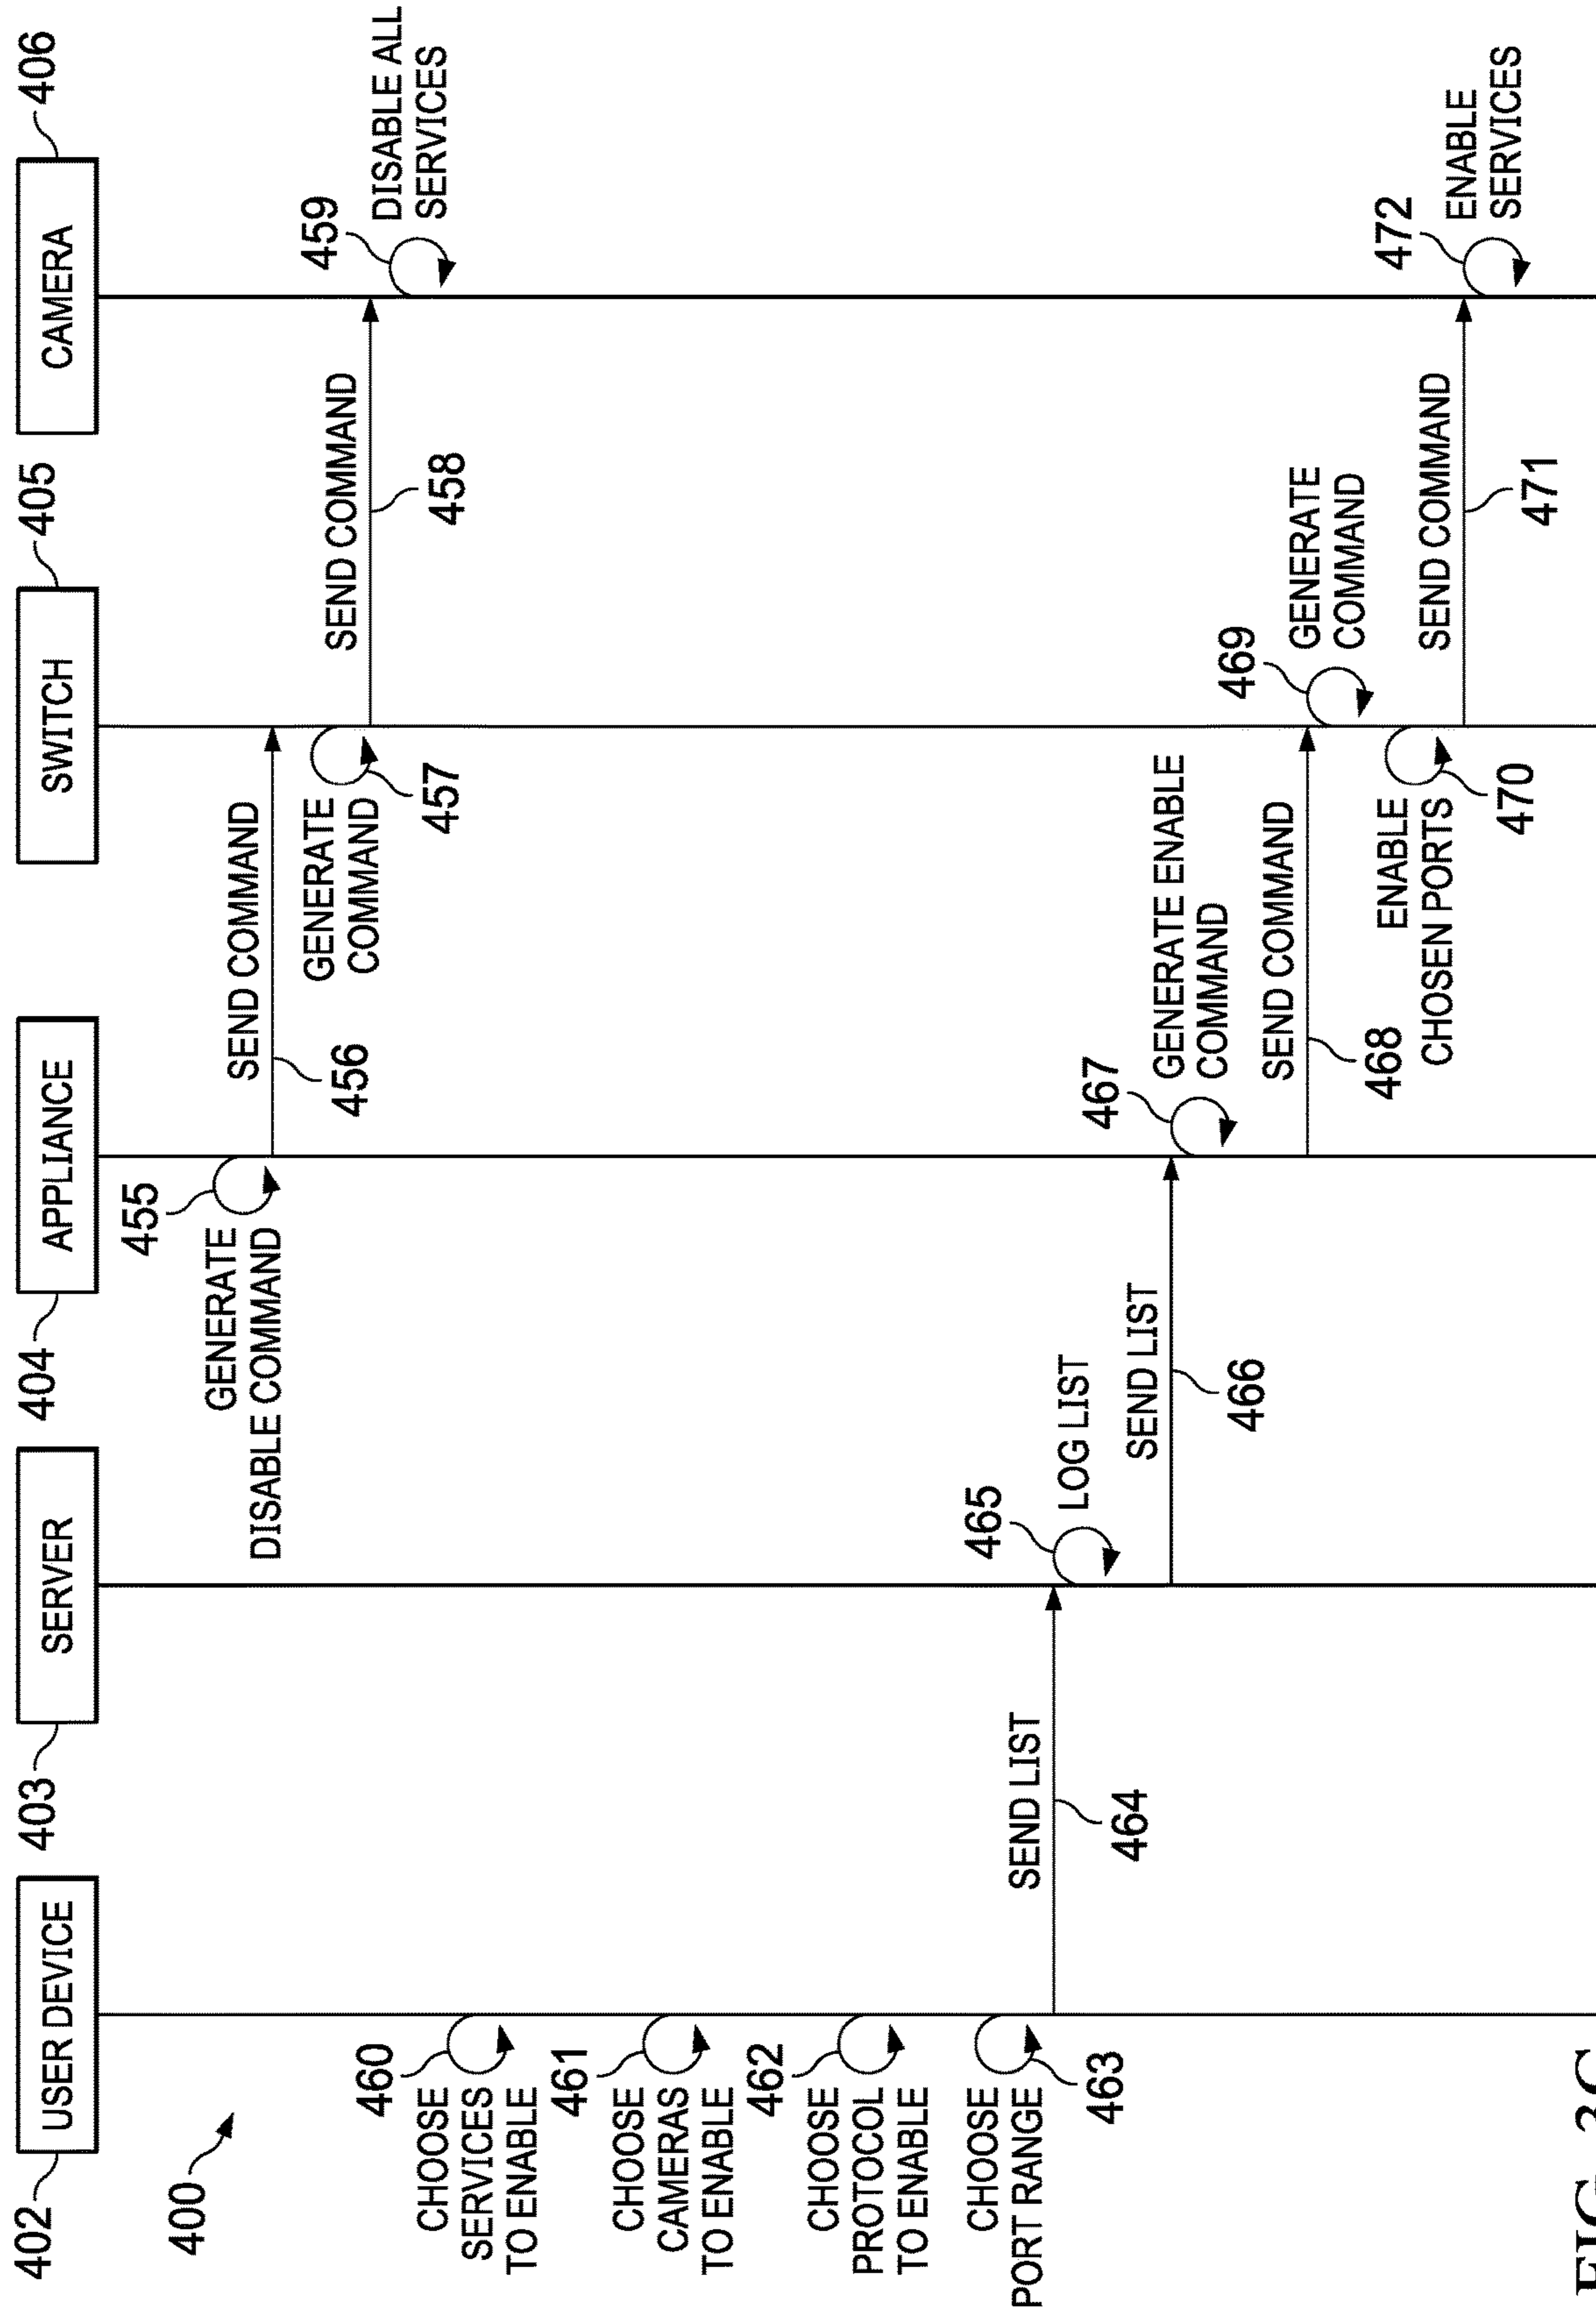 402
USER DEVICE
403
SERVER
404
APPLIANCE
405
SWITCH
406
CAMERA
400
455
GENERATE
DISABLE COMMAND
SEND COMMAND
456
GENERATE
COMMAND
457
SEND COMMAND
458
459
DISABLE ALL
SERVICES
460
CHOOSE
SERVICES
TO ENABLE
461
CHOOSE
CAMERAS
TO ENABLE
462
CHOOSE
PROTOCOL
TO ENABLE
CHOOSE
PORT RANGE
463
SEND LIST
464
465
LOG LIST
SEND LIST
466
467
GENERATE ENABLE
COMMAND
SEND COMMAND
468
469
GENERATE
COMMAND
ENABLE
CHOSEN PORTS
470
SEND COMMAND
471
472
ENABLE
SERVICES